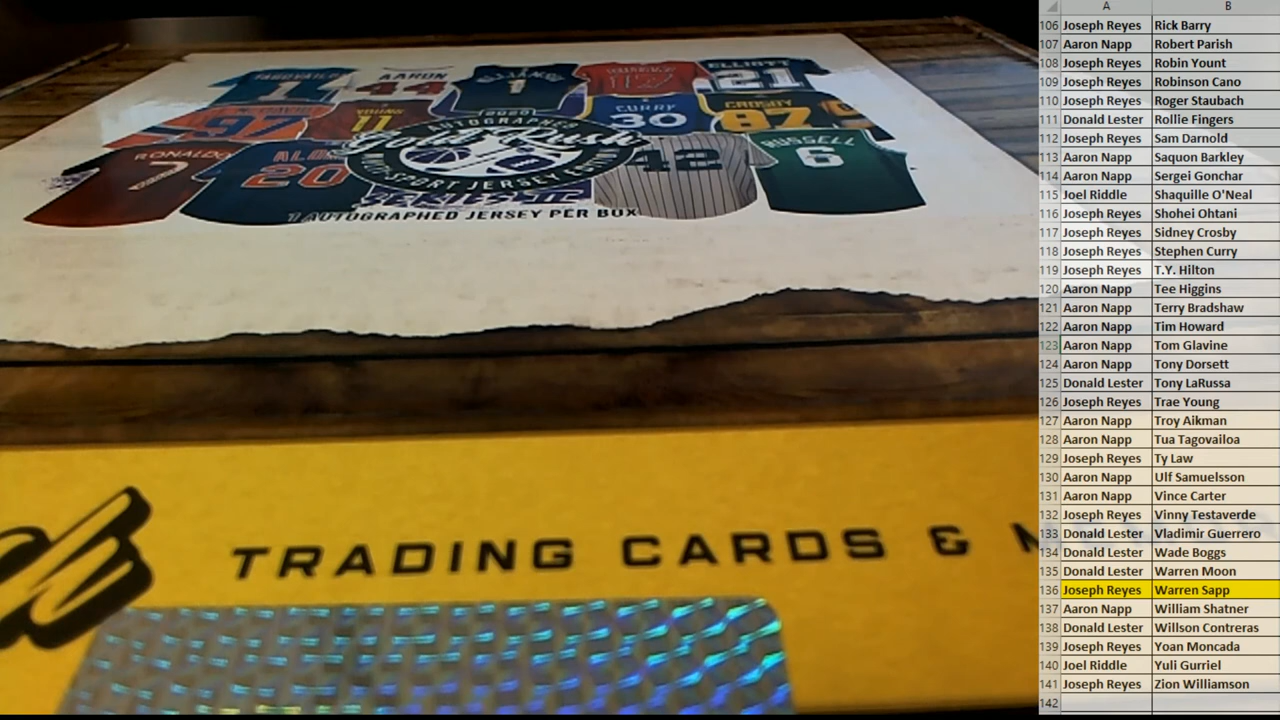 TAGOVAILOA
1
AARON
44
WILLIAMSON
1
ELLIOTT
21
37
YOUNG
11
CURRY
30
CROSBY
87
2020
AUTOGRAPHED
Gold Rush
MULTISPORT JERSEY EDITION
SERIES II
RONALDO
7
20
42
RUSSELL
6
1 AUTOGRAPHED JERSEY PER BOX
TRADING CARDS &
A B
106 Joseph Reyes Rick Barry
107 Aaron Napp Robert Parish
108 Joseph Reyes Robin Yount
109 Joseph Reyes Robinson Cano
110 Joseph Reyes Roger Staubach
111 Donald Lester Rollie Fingers
112 Joseph Reyes Sam Darnold
113 Aaron Napp Saquon Barkley
114 Aaron Napp Sergei Gonchar
115 Joel Riddle Shaquille O'Neal
116 Joseph Reyes Shohei Ohtani
117 Joseph Reyes Sidney Crosby
118 Joseph Reyes Stephen Curry
119 Joseph Reyes T.Y. Hilton
120 Aaron Napp Tee Higgins
121 Aaron Napp Terry Bradshaw
122 Aaron Napp Tim Howard
123 Aaron Napp Tom Glavine
124 Aaron Napp Tony Dorsett
125 Donald Lester Tony LaRussa
126 Joseph Reyes Trae Young
127 Aaron Napp Troy Aikman
128 Aaron Napp Tua Tagovailoa
129 Joseph Reyes Ty Law
130 Aaron Napp Ulf Samuelsson
131 Aaron Napp Vince Carter
132 Joseph Reyes Vinny Testaverde
133 Donald Lester Vladimir Guerrero
134 Donald Lester Wade Boggs
135 Donald Lester Warren Moon
136 Joseph Reyes Warren Sapp
137 Aaron Napp William Shatner
138 Donald Lester Willson Contreras
139 Joseph Reyes Yoan Moncada
140 Joel Riddle Yuli Gurriel
141 Joseph Reyes Zion Williamson
142